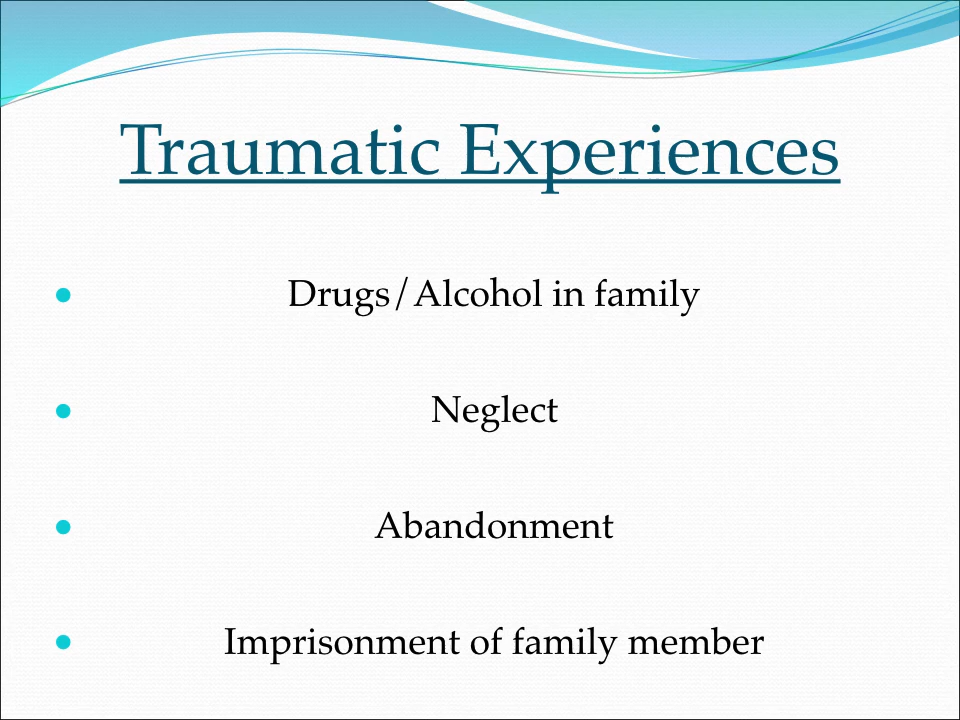 Traumatic Experiences
Drugs/Alcohol in family
Neglect
Abandonment
Imprisonment of family member